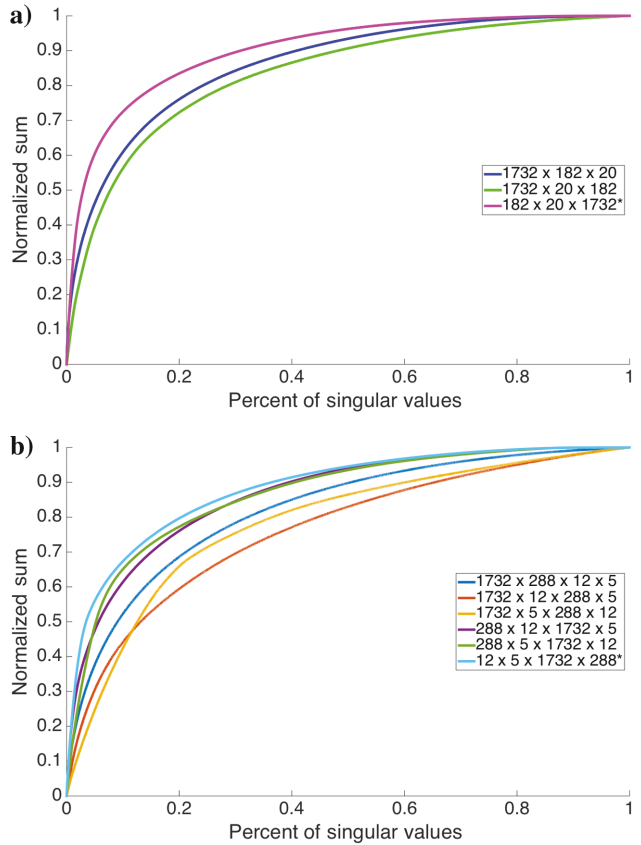 a)
1
0.9
0.8
0.7
0.6
0.5
0.4
0.3
0.2
0.1
0
Normalized sum
1732 x 182 x 20
1732 x 20 x 182
182 x 20 x 1732*
0
0.2
0.4
0.6
0.8
1
Percent of singular values
b)
1
0.9
0.8
0.7
0.6
0.5
0.4
0.3
0.2
0.1
0
Normalized sum
1732 x 288 x 12 x 5
1732 x 12 x 288 x 5
1732 x 5 x 288 x 12
288 x 12 x 1732 x 5
288 x 5 x 1732 x 12
12 x 5 x 1732 x 288*
0
0.2
0.4
0.6
0.8
1
Percent of singular values